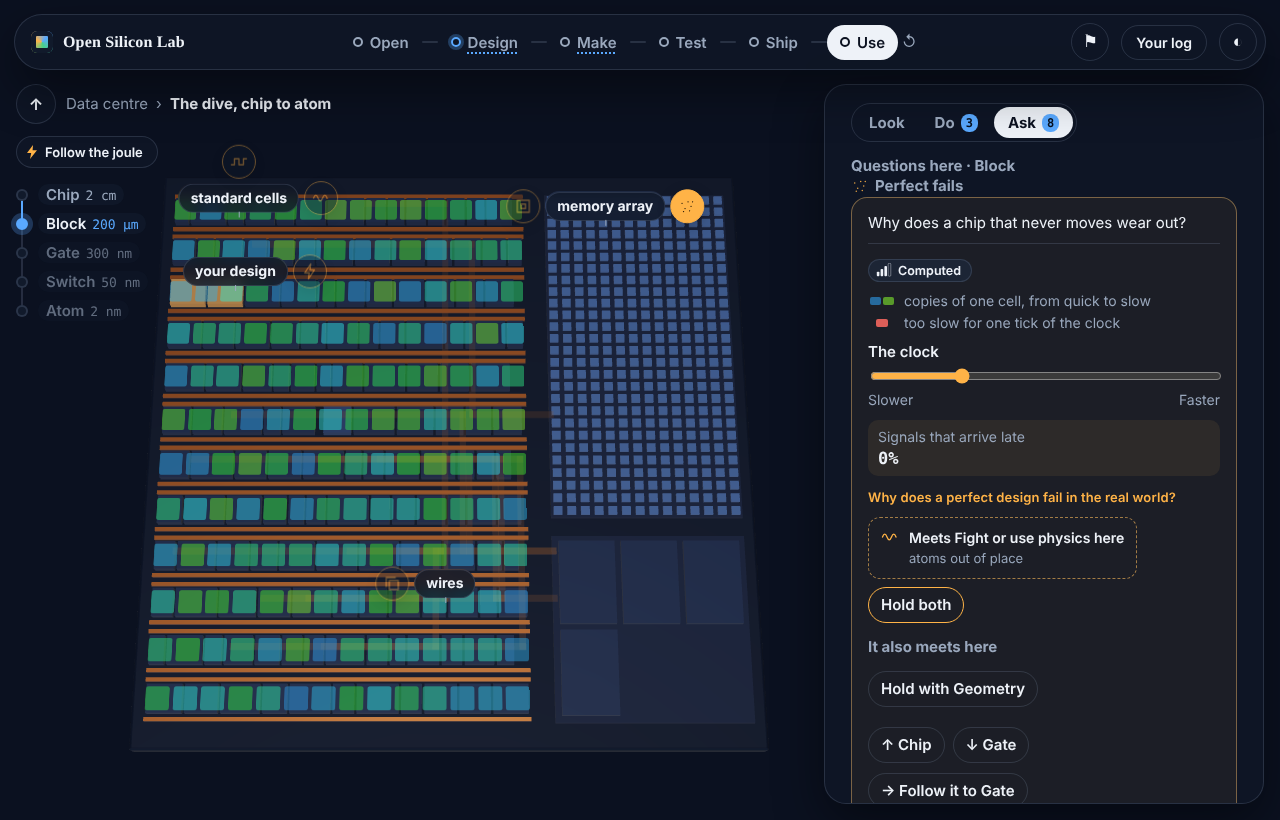 Open Silicon Lab
Open
Design
Make
Test
Ship
Use
Your log
Data centre › The dive, chip to atom
Follow the joule
Chip 2 cm
Block 200 μm
Gate 300 nm
Switch 50 nm
Atom 2 nm
standard cells
memory array
your design
wires
Look
Do 3
Ask 8
Questions here · Block
Perfect fails
Why does a chip that never moves wear out?
Computed
copies of one cell, from quick to slow
too slow for one tick of the clock
The clock
Slower
Faster
Signals that arrive late
0%
Why does a perfect design fail in the real world?
Meets Fight or use physics here
atoms out of place
Hold both
It also meets here
Hold with Geometry
↑ Chip
↓ Gate
→ Follow it to Gate